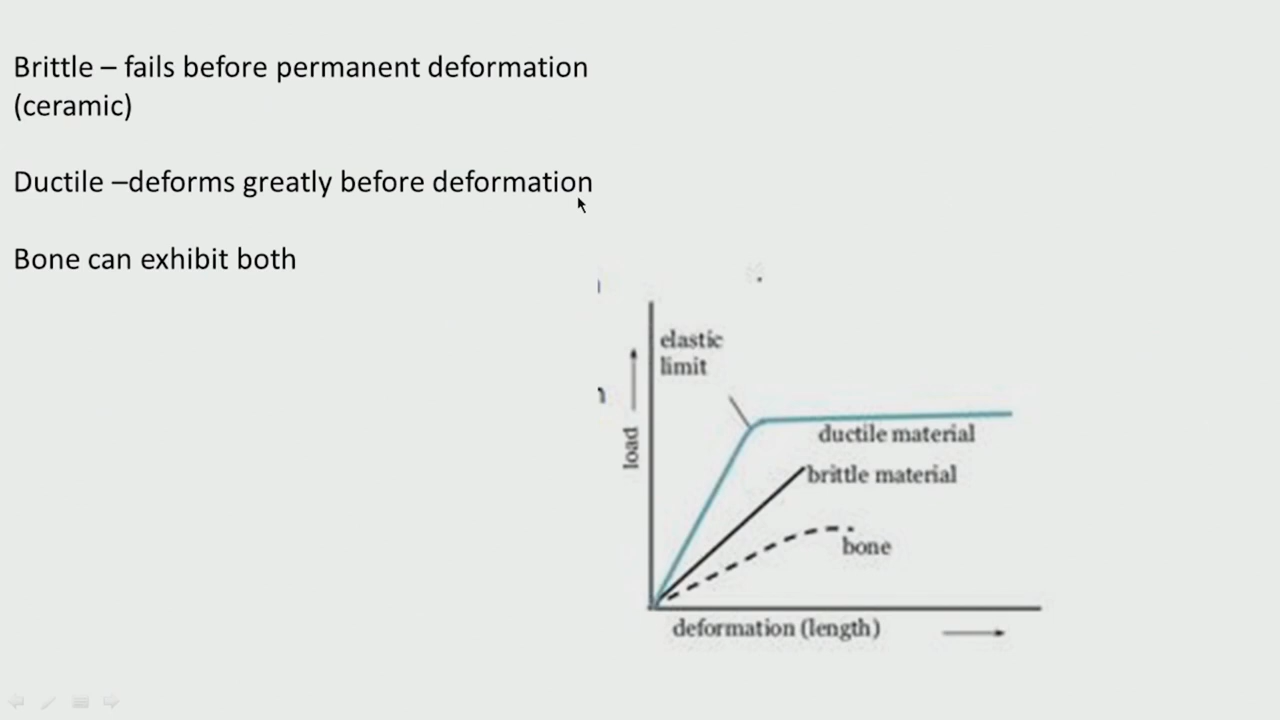 Brittle – fails before permanent deformation
(ceramic)
Ductile –deforms greatly before deformation
Bone can exhibit both
elastic
limit
load
ductile material
brittle material
bone
deformation (length)